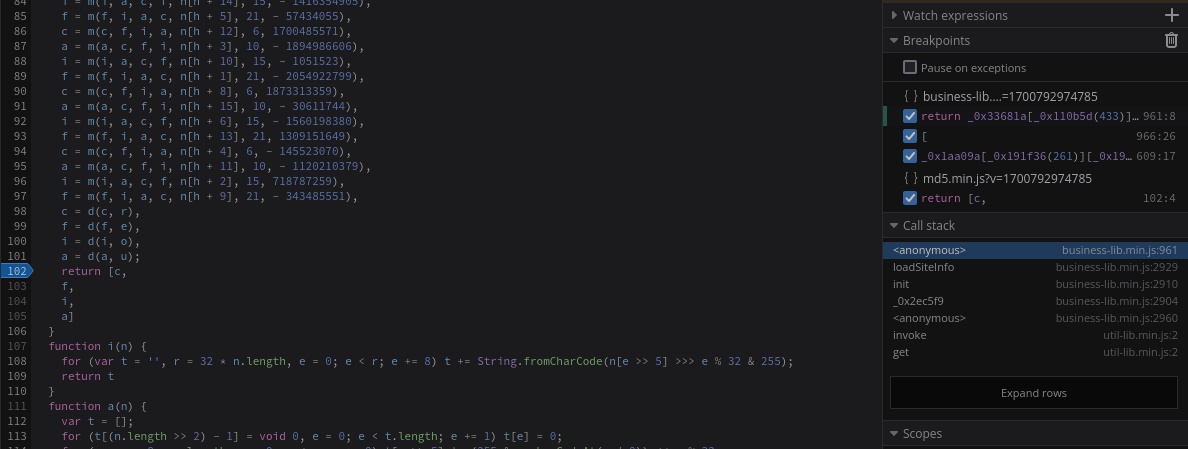 84 f = m(i, a, c, f, n[h + 14], 15, - 1416354905),
85 f = m(f, i, a, c, n[h + 5], 21, - 57434055),
86 c = m(c, f, i, a, n[h + 12], 6, 1700485571),
87 a = m(a, c, f, i, n[h + 3], 10, - 1894986606),
88 i = m(i, a, c, f, n[h + 10], 15, - 1051523),
89 f = m(f, i, a, c, n[h + 1], 21, - 2054922799),
90 c = m(c, f, i, a, n[h + 8], 6, 1873313359),
91 a = m(a, c, f, i, n[h + 15], 10, - 30611744),
92 i = m(i, a, c, f, n[h + 6], 15, - 1560198380),
93 f = m(f, i, a, c, n[h + 13], 21, 1309151649),
94 c = m(c, f, i, a, n[h + 4], 6, - 145523070),
95 a = m(a, c, f, i, n[h + 11], 10, - 1120210379),
96 i = m(i, a, c, f, n[h + 2], 15, 718787259),
97 f = m(f, i, a, c, n[h + 9], 21, - 343485551),
98 c = d(c, r),
99 f = d(f, e),
100 i = d(i, o),
101 a = d(a, u);
102 return [c,
103 f,
104 i,
105 a]
106 }
107 function i(n) {
108 for (var t = '', r = 32 * n.length, e = 0; e < r; e += 8) t += String.fromCharCode(n[e >> 5] >>> e % 32 & 255);
109 return t
110 }
111 function a(n) {
112 var t = [];
113 for (t[(n.length >> 2) - 1] = void 0, e = 0; e < t.length; e += 1) t[e] = 0;
Watch expressions
Breakpoints
Pause on exceptions
{ } business-lib....=1700792974785
return _0x33681a[_0x110b5d(433)]… 961:8
[ 966:26
_0x1aa09a[_0x191f36(261)][_0x19… 609:17
{ } md5.min.js?v=1700792974785
return [c, 102:4
Call stack
<anonymous> business-lib.min.js:961
loadSiteInfo business-lib.min.js:2929
init business-lib.min.js:2910
_0x2ec5f9 business-lib.min.js:2904
<anonymous> business-lib.min.js:2960
invoke util-lib.min.js:2
get util-lib.min.js:2
Expand rows
Scopes